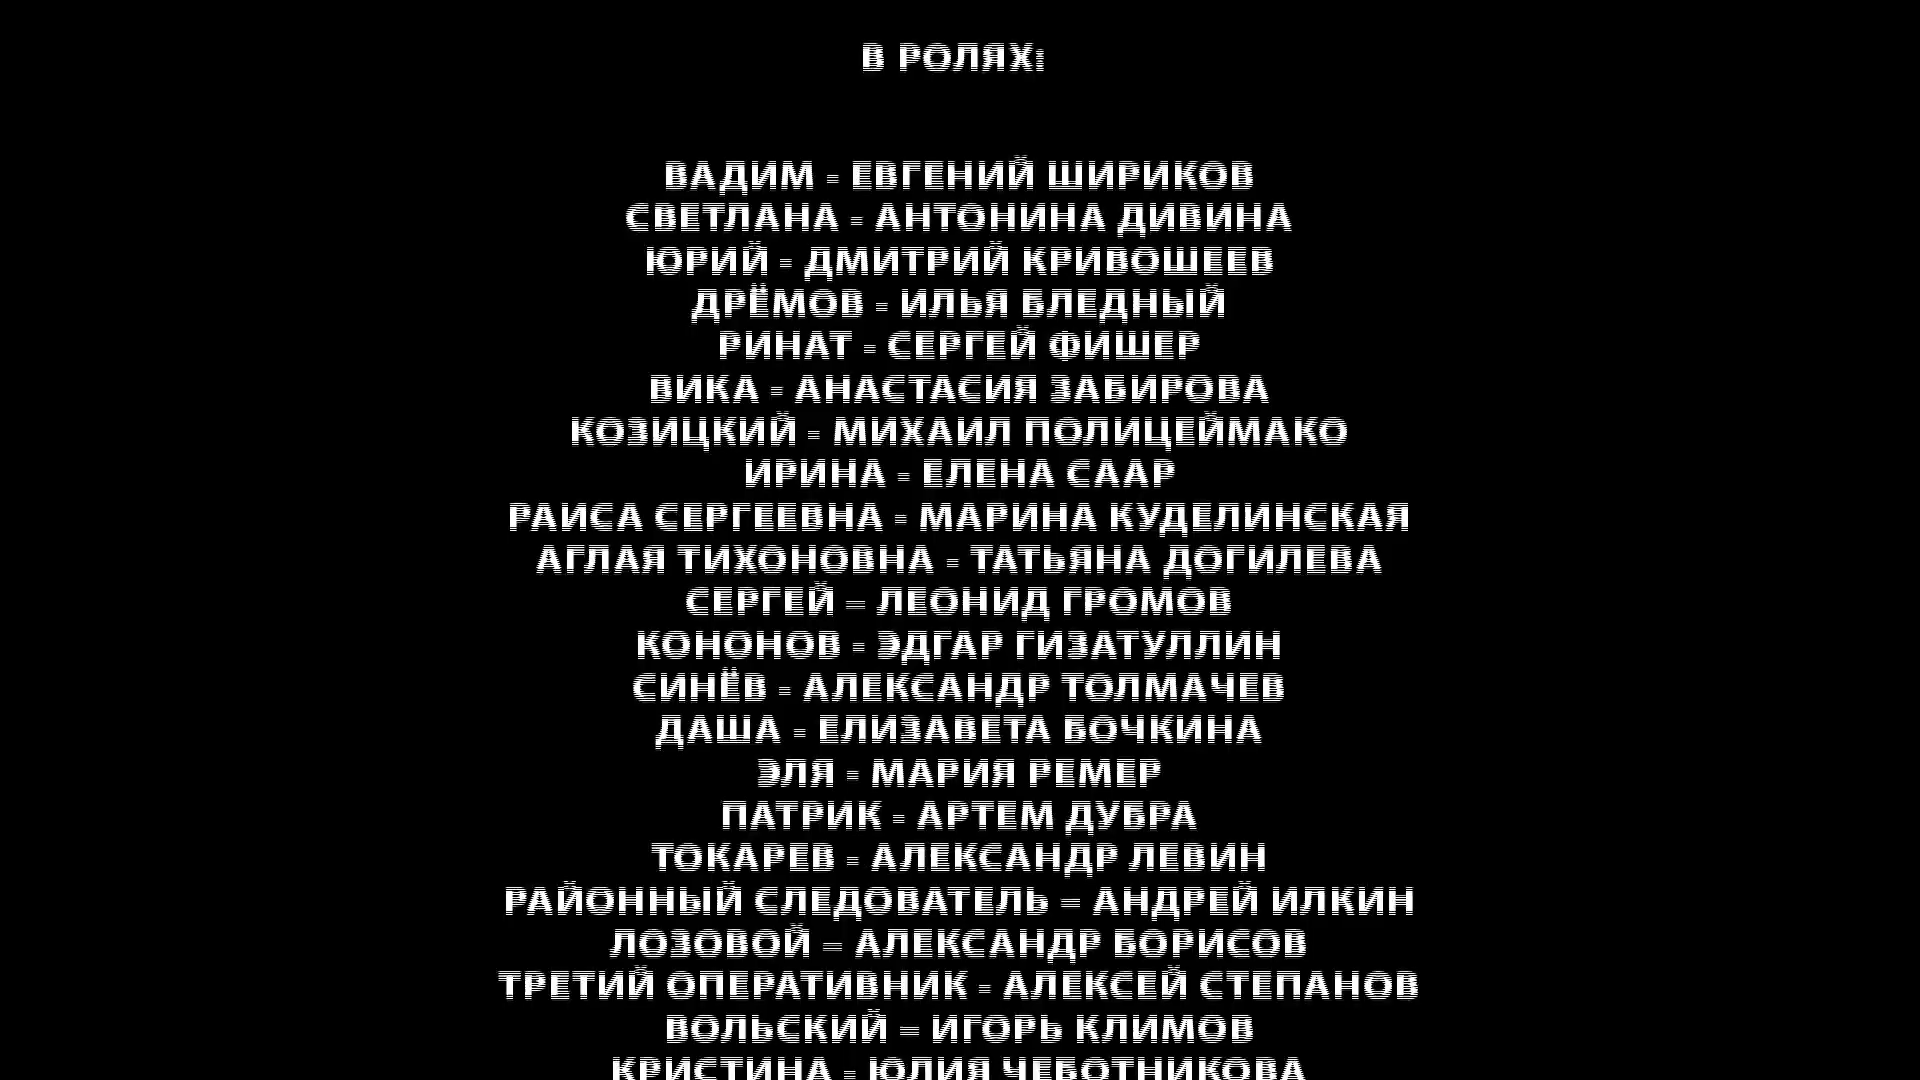 В РОЛЯХ:
ВАДИМ - ЕВГЕНИЙ ШИРИКОВ
СВЕТЛАНА - АНТОНИНА ДИВИНА
ЮРИЙ - ДМИТРИЙ КРИВОШЕЕВ
ДРЁМОВ - ИЛЬЯ БЛЕДНЫЙ
РИНАТ - СЕРГЕЙ ФИШЕР
ВИКА - АНАСТАСИЯ ЗАБИРОВА
КОЗИЦКИЙ - МИХАИЛ ПОЛИЦЕЙМАКО
ИРИНА - ЕЛЕНА СААР
РАИСА СЕРГЕЕВНА - МАРИНА КУДЕЛИНСКАЯ
АГЛАЯ ТИХОНОВНА - ТАТЬЯНА ДОГИЛЕВА
СЕРГЕЙ – ЛЕОНИД ГРОМОВ
КОНОНОВ - ЭДГАР ГИЗАТУЛЛИН
СИНЁВ - АЛЕКСАНДР ТОЛМАЧЕВ
ДАША - ЕЛИЗАВЕТА БОЧКИНА
ЭЛЯ - МАРИЯ РЕМЕР
ПАТРИК - АРТЕМ ДУБРА
ТОКАРЕВ - АЛЕКСАНДР ЛЕВИН
РАЙОННЫЙ СЛЕДОВАТЕЛЬ – АНДРЕЙ ИЛКИН
ЛОЗОВОЙ – АЛЕКСАНДР БОРИСОВ
ТРЕТИЙ ОПЕРАТИВНИК - АЛЕКСЕЙ СТЕПАНОВ
ВОЛЬСКИЙ – ИГОРЬ КЛИМОВ
КРИСТИНА - ЮЛИЯ ЧЕБОТНИКОВА